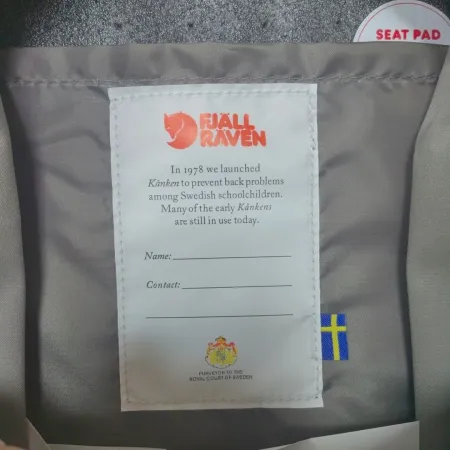 SEAT PAD
FJÄLL
RÄVEN
In 1978 we launched
Kånken to prevent back problems
among Swedish schoolchildren.
Many of the early Kånkens
are still in use today.
Name:
Contact:
PURVEYOR TO THE
ROYAL COURT OF SWEDEN